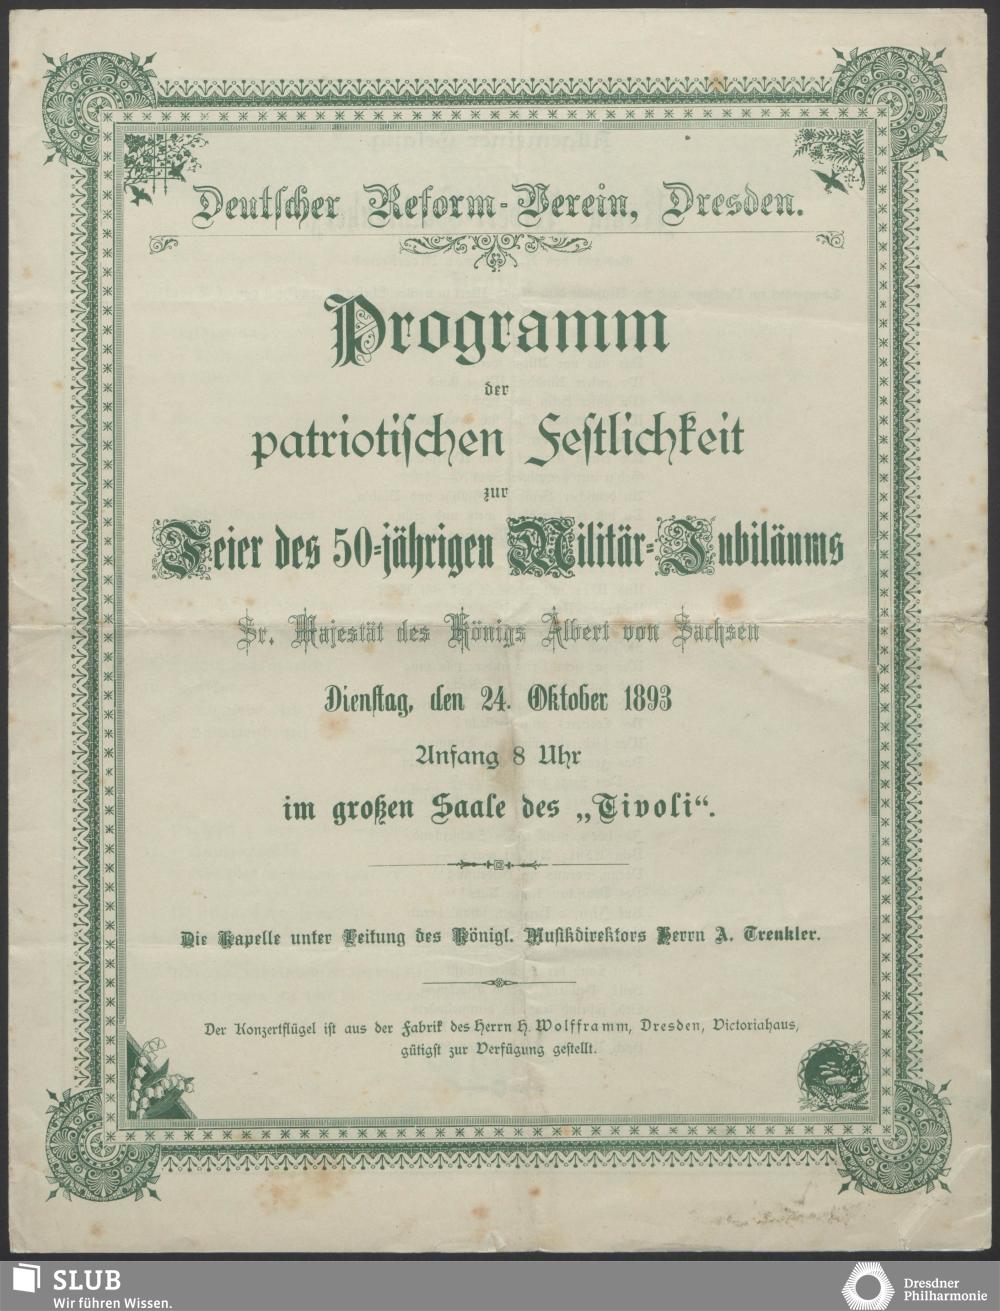 Deutscher Reform-Verein, Dresden.
Programm
der
patriotischen Festlichkeit
zur
Feier des 50-jährigen Militär-Jubiläums
Sr. Majestät des Königs Albert von Sachsen
Dienstag, den 24. Oktober 1893
Anfang 8 Uhr
im großen Saale des „Tivoli“.
Die Kapelle unter Leitung des Königl. Musikdirektors Herrn A. Trenkler.
Der Konzertflügel ist aus der Fabrik des Herrn H. Wolfframm, Dresden, Victoriahaus,
gütigst zur Verfügung gestellt.
SLUB
Wir führen Wissen.
Dresdner
Philharmonie